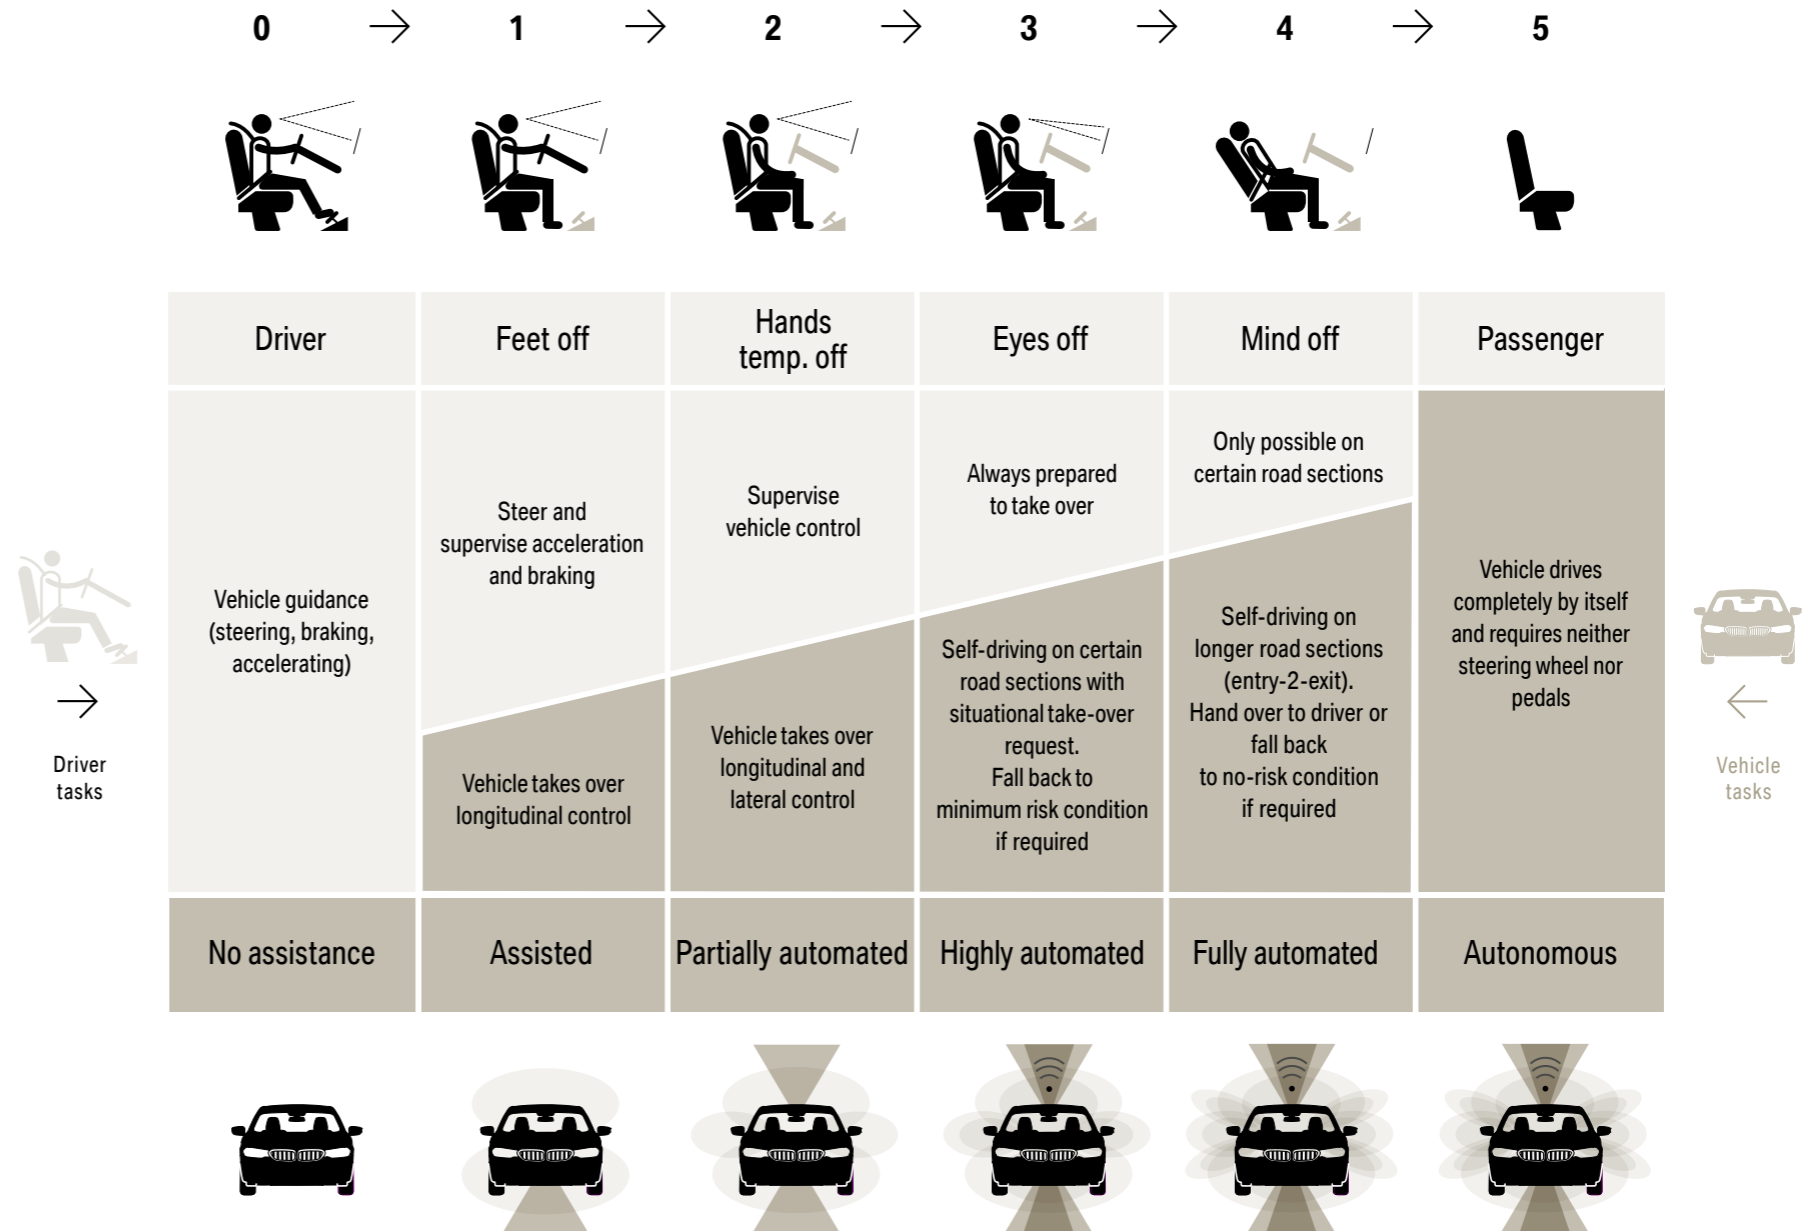 0 → 1 → 2 → 3 → 4 → 5
Driver
Feet off
Hands
temp. off
Eyes off
Mind off
Passenger
Vehicle guidance
(steering, braking,
accelerating)
Steer and
supervise acceleration
and braking
Supervise
vehicle control
Always prepared
to take over
Only possible on
certain road sections
Vehicle takes over
longitudinal control
Vehicle takes over
longitudinal and
lateral control
Self-driving on certain
road sections with
situational take-over
request.
Fall back to
minimum risk condition
if required
Self-driving on
longer road sections
(entry-2-exit).
Hand over to driver or
fall back
to no-risk condition
if required
Vehicle drives
completely by itself
and requires neither
steering wheel nor
pedals
→
Driver
tasks
←
Vehicle
tasks
No assistance
Assisted
Partially automated
Highly automated
Fully automated
Autonomous